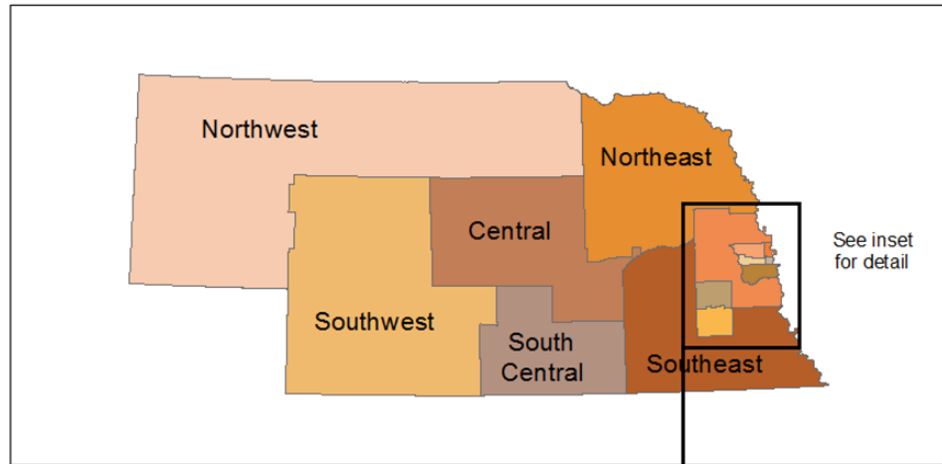 Northwest
Northeast
Central
See inset
for detail
Southwest
South
Central
Southeast